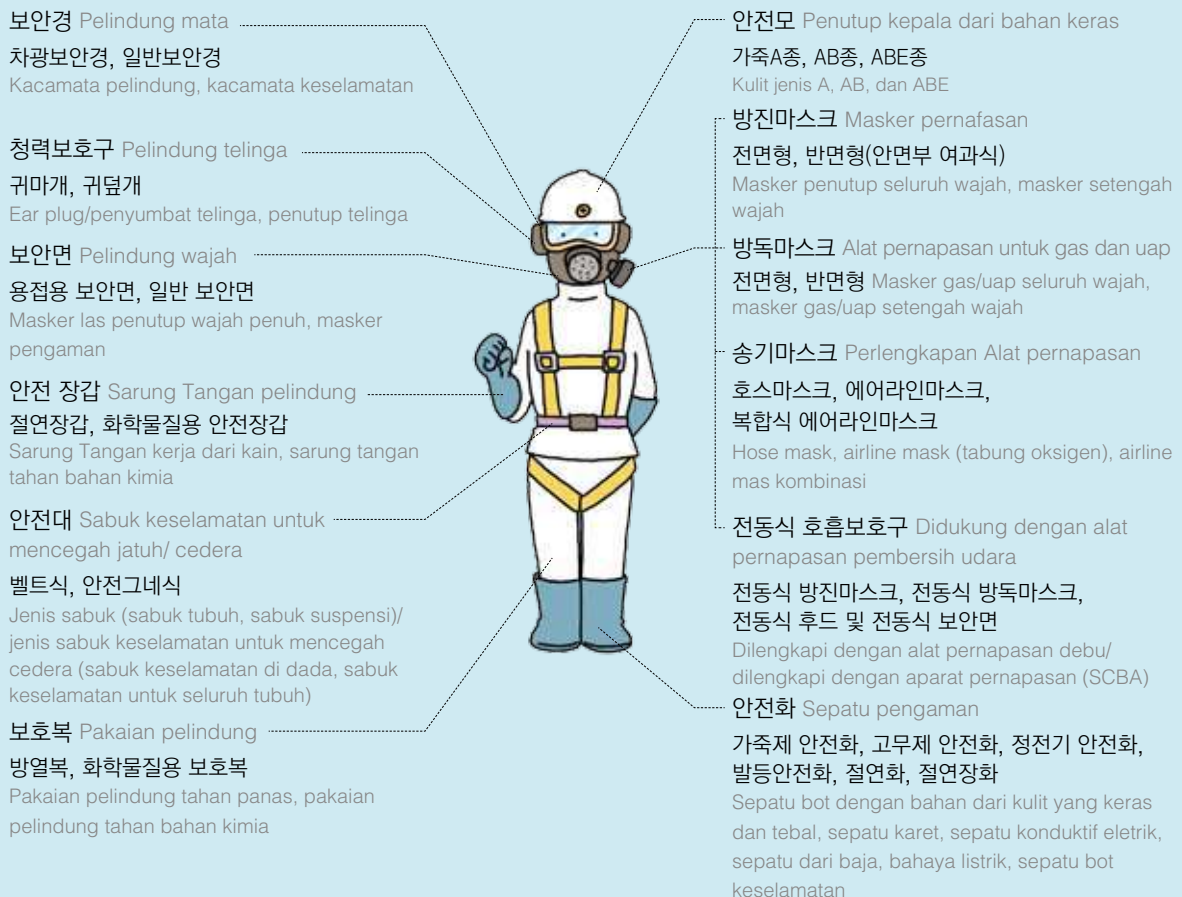 보안경 Pelindung mata
차광보안경, 일반보안경
Kacamata pelindung, kacamata keselamatan
청력보호구 Pelindung telinga
귀마개, 귀덮개
Ear plug/penyumbat telinga, penutup telinga
보안면 Pelindung wajah
용접용 보안면, 일반 보안면
Masker las penutup wajah penuh, masker
pengaman
안전 장갑 Sarung Tangan pelindung
절연장갑, 화학물질용 안전장갑
Sarung Tangan kerja dari kain, sarung tangan
tahan bahan kimia
안전대 Sabuk keselamatan untuk
mencegah jatuh/ cedera
벨트식, 안전그네식
Jenis sabuk (sabuk tubuh, sabuk suspensi)/
jenis sabuk keselamatan untuk mencegah
cedera (sabuk keselamatan di dada, sabuk
keselamatan untuk seluruh tubuh)
보호복 Pakaian pelindung
방열복, 화학물질용 보호복
Pakaian pelindung tahan panas, pakaian
pelindung tahan bahan kimia
안전모 Penutup kepala dari bahan keras
가죽A종, AB종, ABE종
Kulit jenis A, AB, dan ABE
방진마스크 Masker pernafasan
전면형, 반면형(안면부 여과식)
Masker penutup seluruh wajah, masker setengah
wajah
방독마스크 Alat pernapasan untuk gas dan uap
전면형, 반면형 Masker gas/uap seluruh wajah,
masker gas/uap setengah wajah
송기마스크 Perlengkapan Alat pernapasan
호스마스크, 에어라인마스크,
복합식 에어라인마스크
Hose mask, airline mask (tabung oksigen), airline
mas kombinasi
전동식 호흡보호구 Didukung dengan alat
pernapasan pembersih udara
전동식 방진마스크, 전동식 방독마스크,
전동식 후드 및 전동식 보안면
Dilengkapi dengan alat pernapasan debu/
dilengkapi dengan aparat pernapasan (SCBA)
안전화 Sepatu pengaman
가죽제 안전화, 고무제 안전화, 정전기 안전화,
발등안전화, 절연화, 절연장화
Sepatu bot dengan bahan dari kulit yang keras
dan tebal, sepatu karet, sepatu konduktif eletrik,
sepatu dari baja, bahaya listrik, sepatu bot
keselamatan